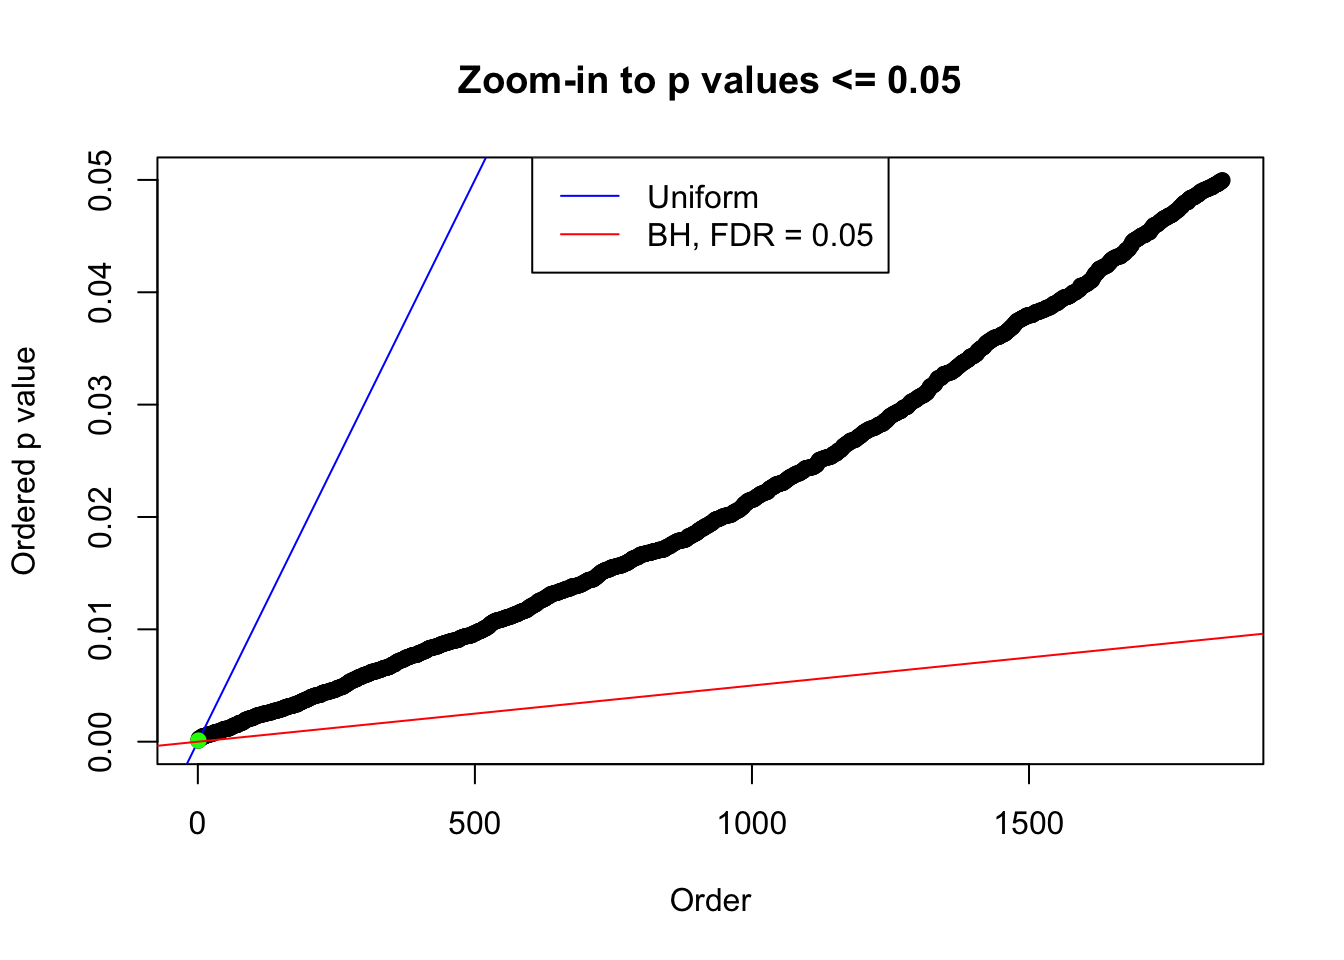 Zoom-in to p values <= 0.05
Uniform
BH, FDR = 0.05
Ordered p value
0.05
0.04
0.03
0.02
0.01
0.00
0
500
1000
1500
Order